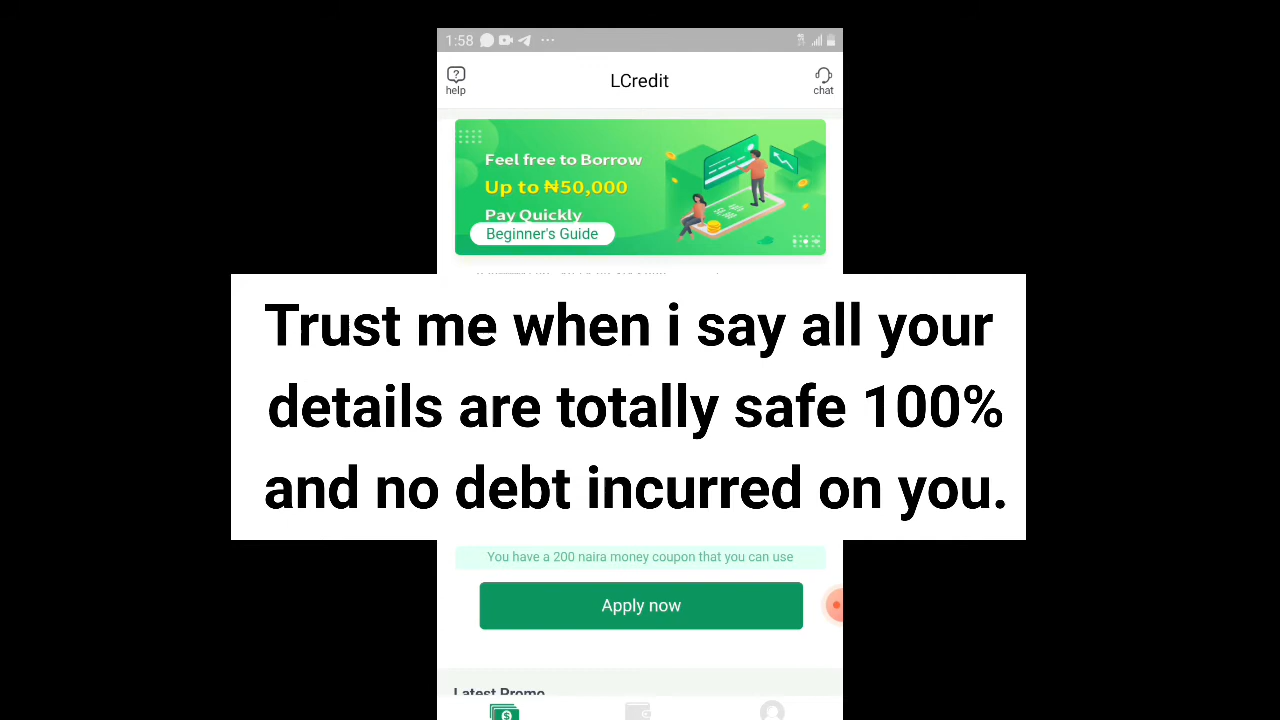 1:58
LCredit
help
chat
Feel free to Borrow
Up to ₦50,000
Pay Quickly
Beginner's Guide
Trust me when i say all your
details are totally safe 100%
and no debt incurred on you.
You have a 200 naira money coupon that you can use
Apply now
Latest Promo